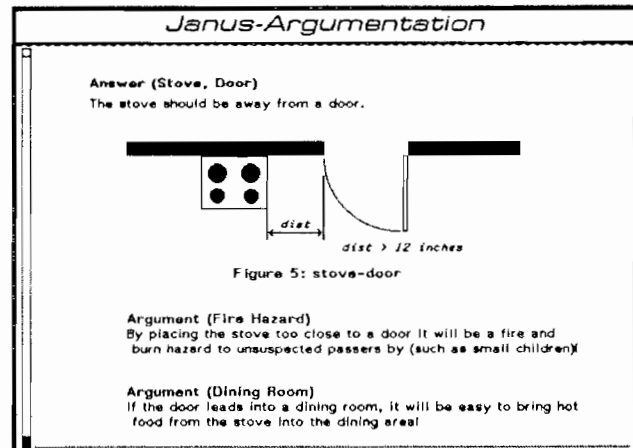 Janus-Argumentation
Answer (Stove, Door)
The stove should be away from a door.
dist
dist > 12 inches
Figure 5: stove-door
Argument (Fire Hazard)
By placing the stove too close to a door it will be a fire and
burn hazard to unsuspected passers by (such as small children)!
Argument (Dining Room)
If the door leads into a dining room, it will be easy to bring hot
food from the stove into the dining area!